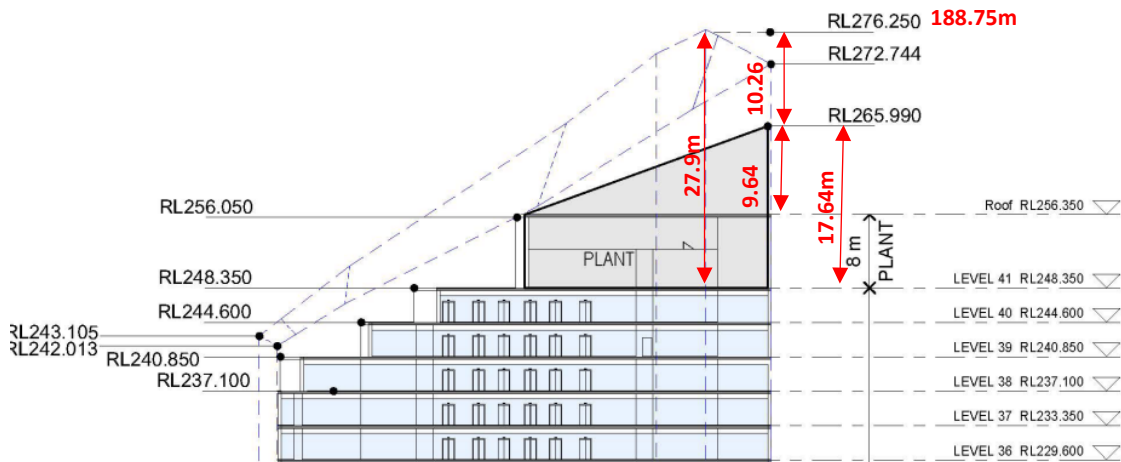 RL276.250 188.75m
RL272.744
10.26
RL265.990
27.9m
9.64
17.64m
RL256.050
Roof RL256.350
8 m
PLANT
PLANT
RL248.350
LEVEL 41 RL248.350
RL244.600
LEVEL 40 RL244.600
RL243.105
RL242.013
RL240.850
LEVEL 39 RL240.850
RL237.100
LEVEL 38 RL237.100
LEVEL 37 RL233.350
LEVEL 36 RL229.600